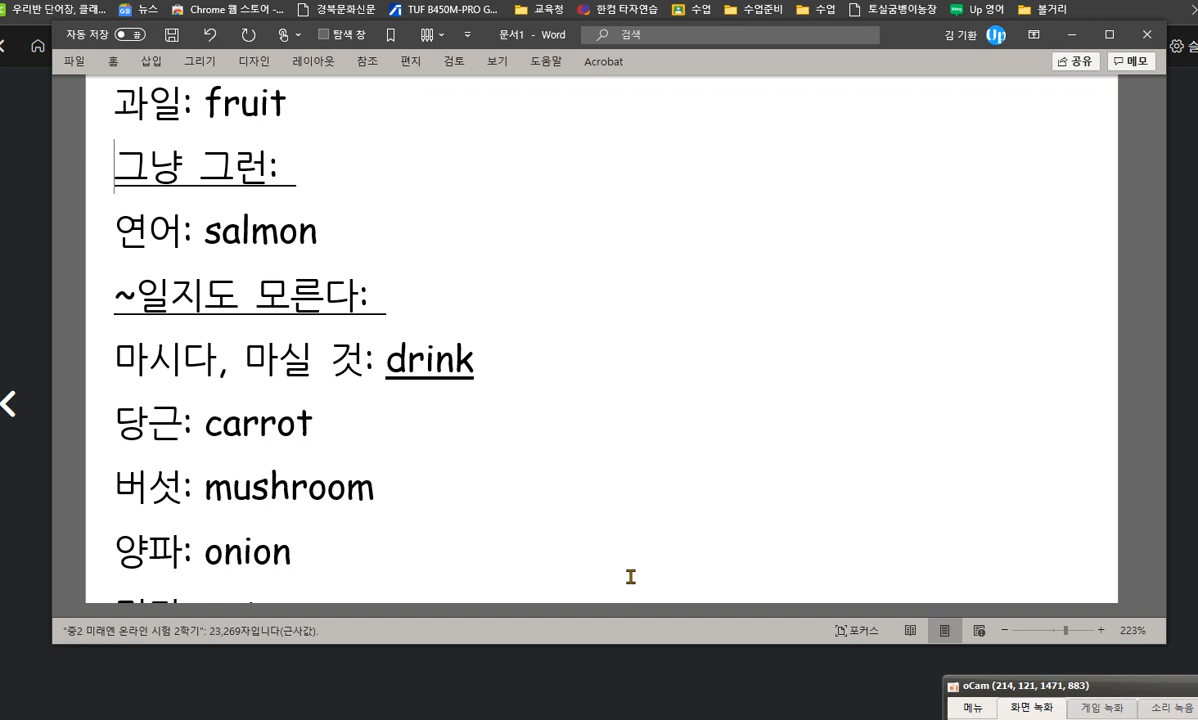 우리반 단어장, 클래... 뉴스 Chrome 웹 스토어 -... 경북문화신문 TUF B450M-PRO G... 교육청 한컴 타자연습 수업 수업준비 수업 토실굼벵이농장 Up 영어 볼거리
자동 저장 끔 탐색 창 문서1 - Word 검색 김 기환 Up
파일 홈 삽입 그리기 디자인 레이아웃 참조 편지 검토 보기 도움말 Acrobat 공유 메모
과일: fruit
그냥 그런:
연어: salmon
~일지도 모른다:
마시다, 마실 것: drink
당근: carrot
버섯: mushroom
양파: onion
"중2 미래엔 온라인 시험 2학기": 23,269자입니다(근사값). 포커스 223%
oCam (214, 121, 1471, 883)
메뉴 화면 녹화 게임 녹화 소리 녹음